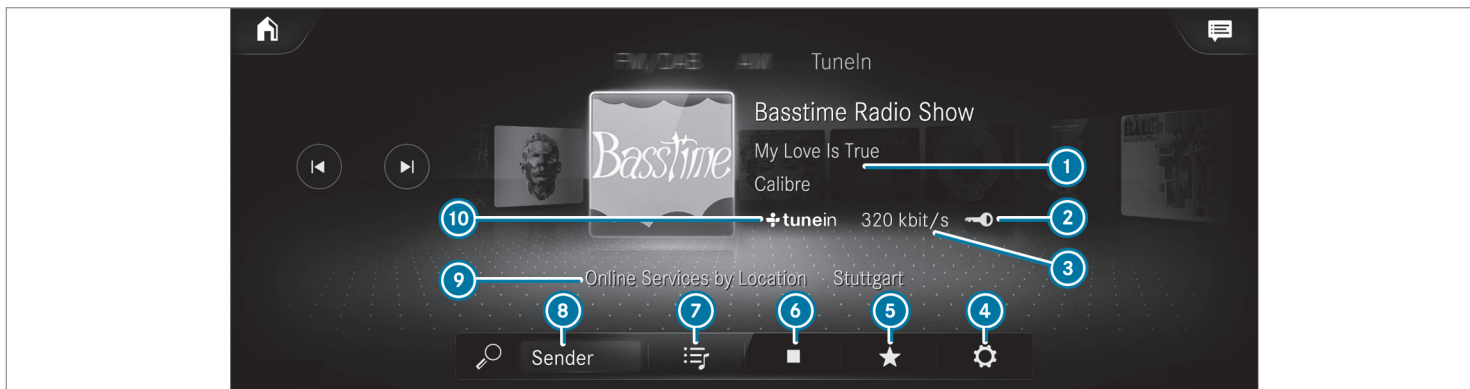 FM/DAB AM TuneIn
Basstime
Basstime Radio Show
My Love Is True
Calibre
1
10
tunein 320 kbit/s
2
3
9
Online Services by Location Stuttgart
8
7
6
5
4
Sender